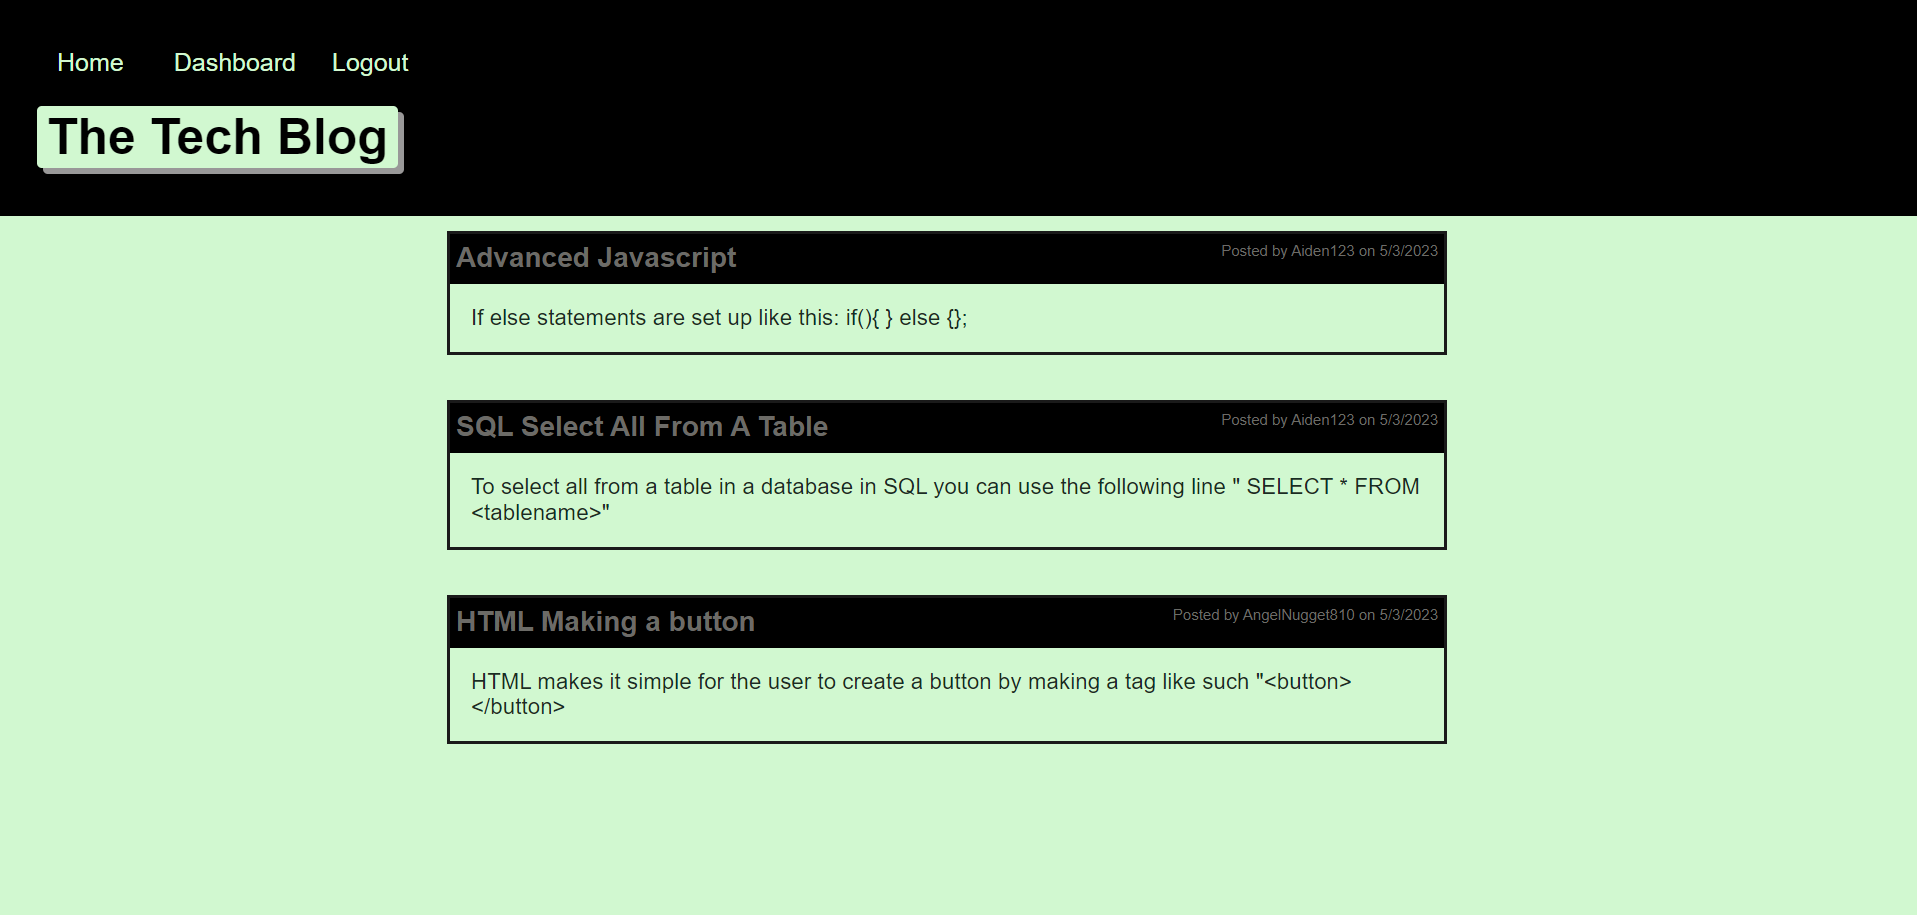 Home Dashboard Logout
The Tech Blog
Advanced Javascript
Posted by Aiden123 on 5/3/2023
If else statements are set up like this: if(){ } else {};
SQL Select All From A Table
Posted by Aiden123 on 5/3/2023
To select all from a table in a database in SQL you can use the following line " SELECT * FROM
<tablename>"
HTML Making a button
Posted by AngelNugget810 on 5/3/2023
HTML makes it simple for the user to create a button by making a tag like such "<button>
</button>